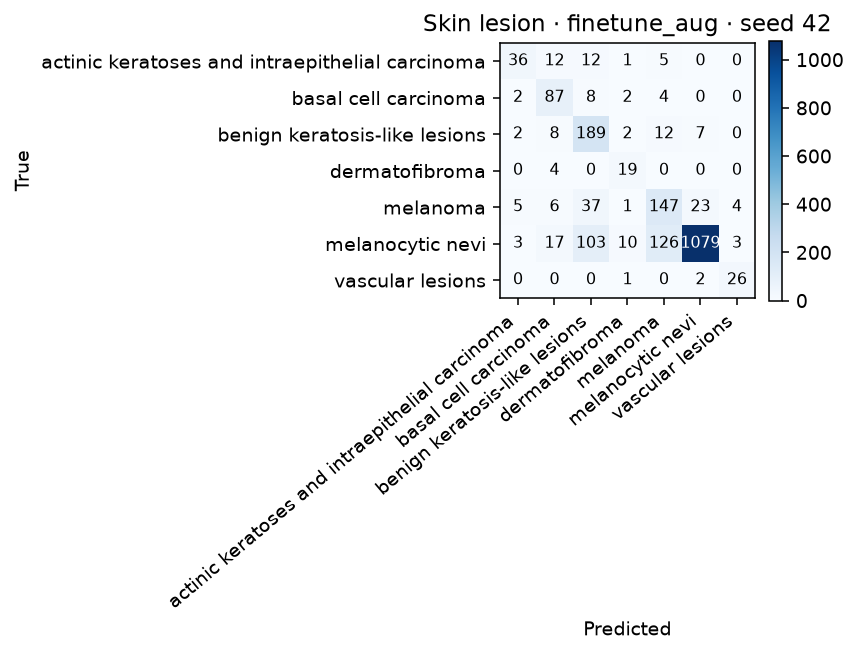 Skin lesion · finetune_aug · seed 42
True
actinic keratoses and intraepithelial carcinoma 36 12 12 1 5 0 0
basal cell carcinoma 2 87 8 2 4 0 0
benign keratosis-like lesions 2 8 189 2 12 7 0
dermatofibroma 0 4 0 19 0 0 0
melanoma 5 6 37 1 147 23 4
melanocytic nevi 3 17 103 10 126 1079 3
vascular lesions 0 0 0 1 0 2 26
1000
800
600
400
200
0
actinic keratoses and intraepithelial carcinoma
basal cell carcinoma
benign keratosis-like lesions
dermatofibroma
melanoma
melanocytic nevi
vascular lesions
Predicted